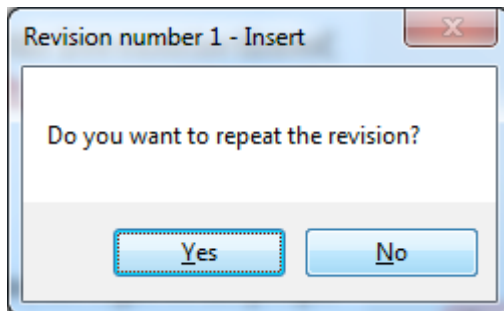 Revision number 1 - Insert
Do you want to repeat the revision?
Yes
No